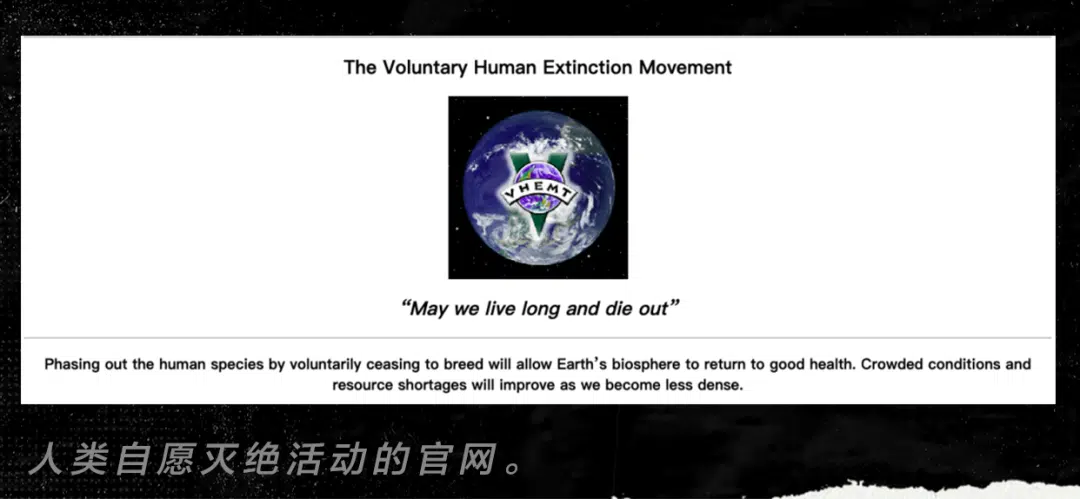 The Voluntary Human Extinction Movement
VHEMT
“May we live long and die out”
Phasing out the human species by voluntarily ceasing to breed will allow Earth’s biosphere to return to good health. Crowded conditions and
resource shortages will improve as we become less dense.
人类自愿灭绝活动的官网。